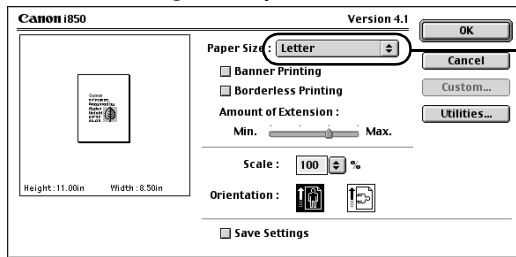 Canon i850 Version 4.1
OK
Paper Size : Letter
Cancel
Banner Printing
Borderless Printing
Custom...
Amount of Extension :
Utilities...
Min. Max.
Scale : 100 %
Height:11.00in Width:8.50in
Orientation :
Save Settings